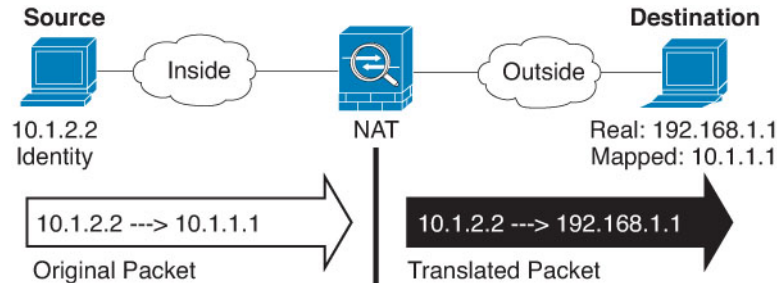 Source
Destination
Inside
Outside
10.1.2.2
Identity
NAT
Real: 192.168.1.1
Mapped: 10.1.1.1
10.1.2.2 ---> 10.1.1.1
10.1.2.2 ---> 192.168.1.1
Original Packet
Translated Packet